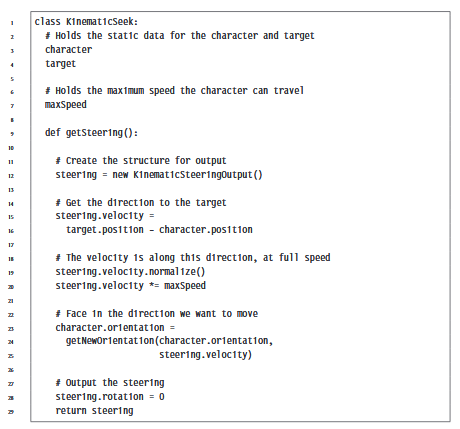 1 class KinematicSeek:
2 # Holds the static data for the character and target
3 character
4 target
5
6 # Holds the maximum speed the character can travel
7 maxSpeed
8
9 def getSteering():
10
11 # Create the structure for output
12 steering = new KinematicSteeringOutput()
13
14 # Get the direction to the target
15 steering.velocity =
16 target.position - character.position
17
18 # The velocity is along this direction, at full speed
19 steering.velocity.normalize()
20 steering.velocity *= maxSpeed
21
22 # Face in the direction we want to move
23 character.orientation =
24 getNewOrientation(character.orientation,
25 steering.velocity)
26
27 # Output the steering
28 steering.rotation = 0
29 return steering